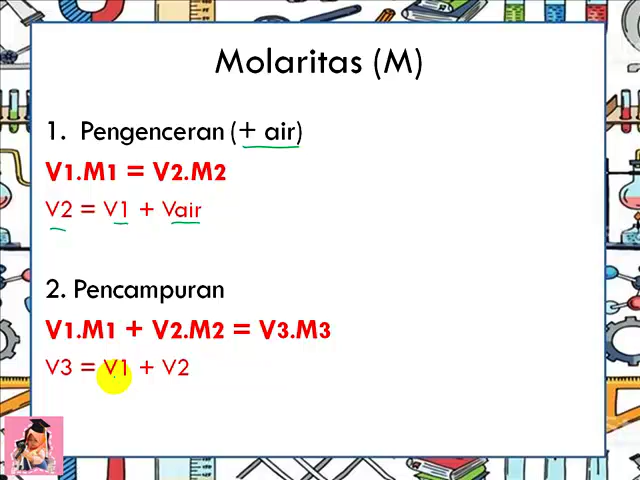 Molaritas (M)
1. Pengenceran (+ air)
V1.M1 = V2.M2
V2 = V1 + Vair
2. Pencampuran
V1.M1 + V2.M2 = V3.M3
V3 = V1 + V2